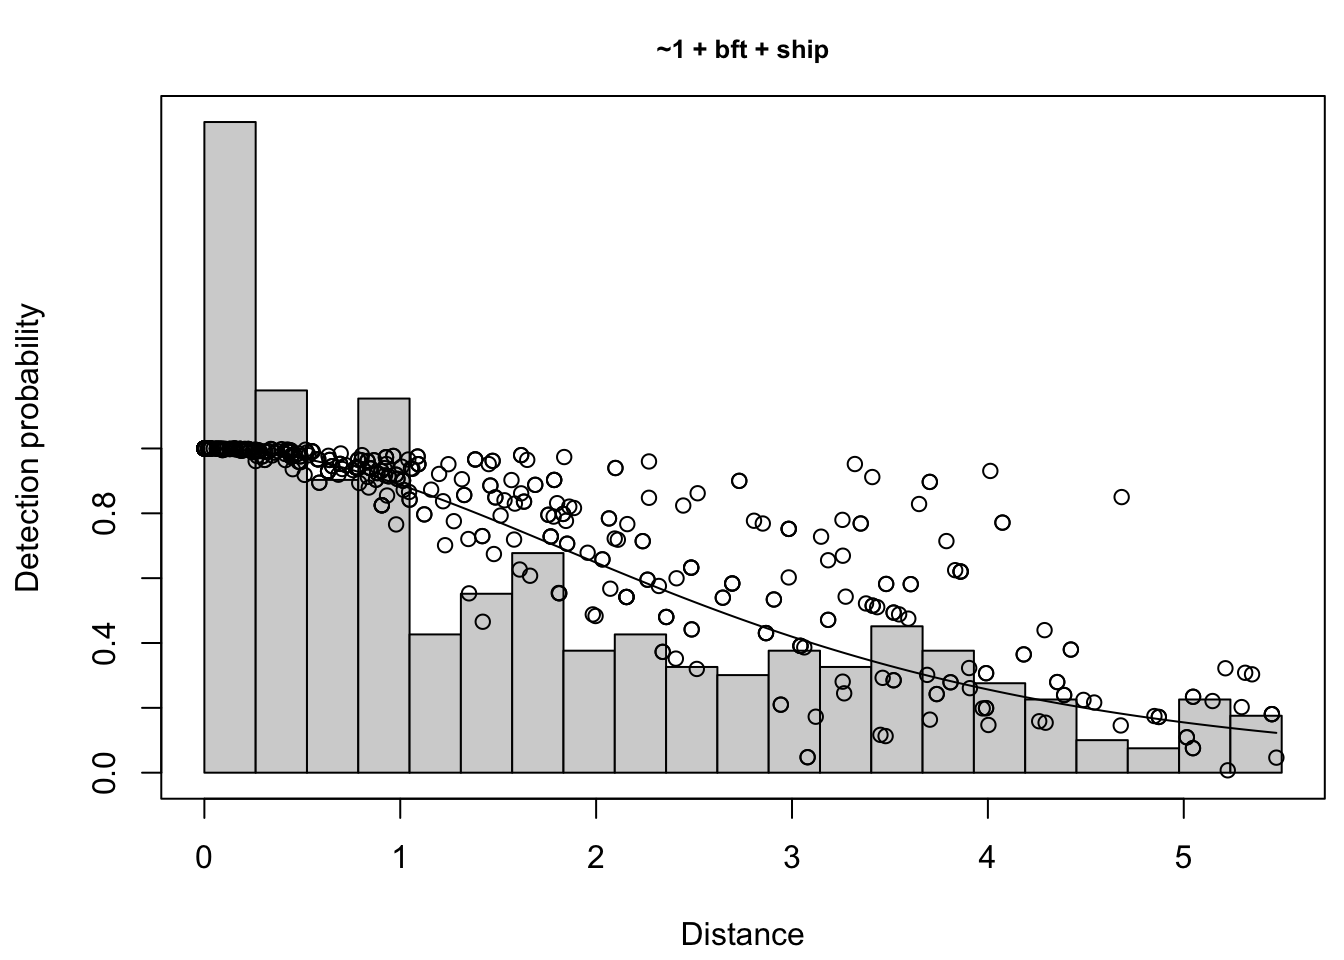 ~1 + bft + ship
Detection probability
0.8
0.4
0.0
0 1 2 3 4 5
Distance